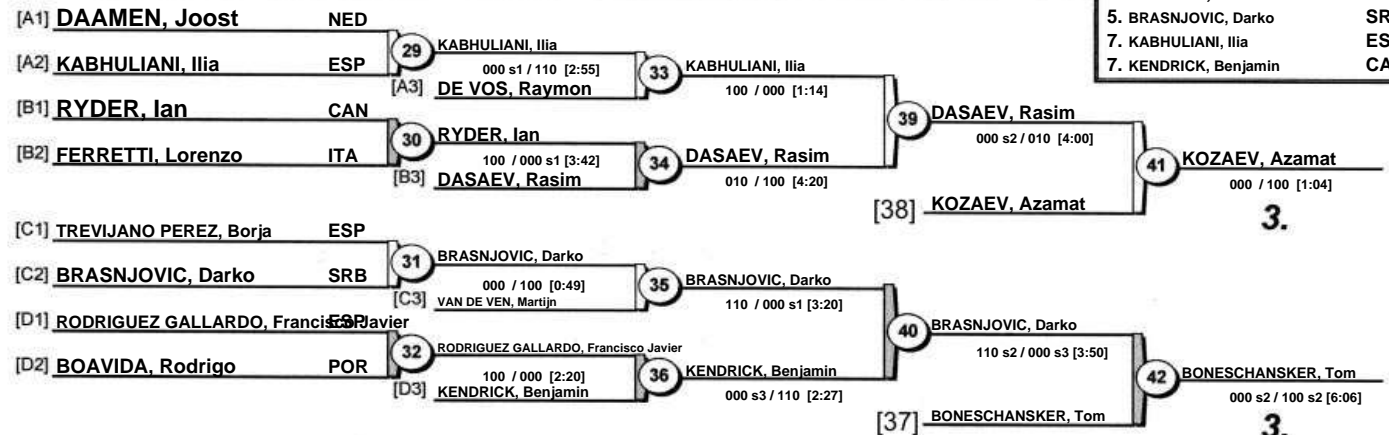 [A1] DAAMEN, Joost NED
[A2] KABHULIANI, Ilia ESP
29 KABHULIANI, Ilia
000 s1 / 110 [2:55]
[A3] DE VOS, Raymon
33 KABHULIANI, Ilia
100 / 000 [1:14]
[B1] RYDER, Ian CAN
[B2] FERRETTI, Lorenzo ITA
30 RYDER, Ian
100 / 000 s1 [3:42]
[B3] DASAEV, Rasim
34 DASAEV, Rasim
010 / 100 [4:20]
39 DASAEV, Rasim
000 s2 / 010 [4:00]
[38] KOZAEV, Azamat
41 KOZAEV, Azamat
000 / 100 [1:04]
3.
[C1] TREVIJANO PEREZ, Borja ESP
[C2] BRASNJOVIC, Darko SRB
31 BRASNJOVIC, Darko
000 / 100 [0:49]
[C3] VAN DE VEN, Martijn
35 BRASNJOVIC, Darko
110 / 000 s1 [3:20]
[D1] RODRIGUEZ GALLARDO, Francisco Javier ESP
[D2] BOAVIDA, Rodrigo POR
32 RODRIGUEZ GALLARDO, Francisco Javier
100 / 000 [2:20]
[D3] KENDRICK, Benjamin
36 KENDRICK, Benjamin
000 s3 / 110 [2:27]
40 BRASNJOVIC, Darko
110 s2 / 000 s3 [3:50]
[37] BONESCHANSKER, Tom
42 BONESCHANSKER, Tom
000 s2 / 100 s2 [6:06]
3.
5. BRASNJOVIC, Darko SR
7. KABHULIANI, Ilia ES
7. KENDRICK, Benjamin CA